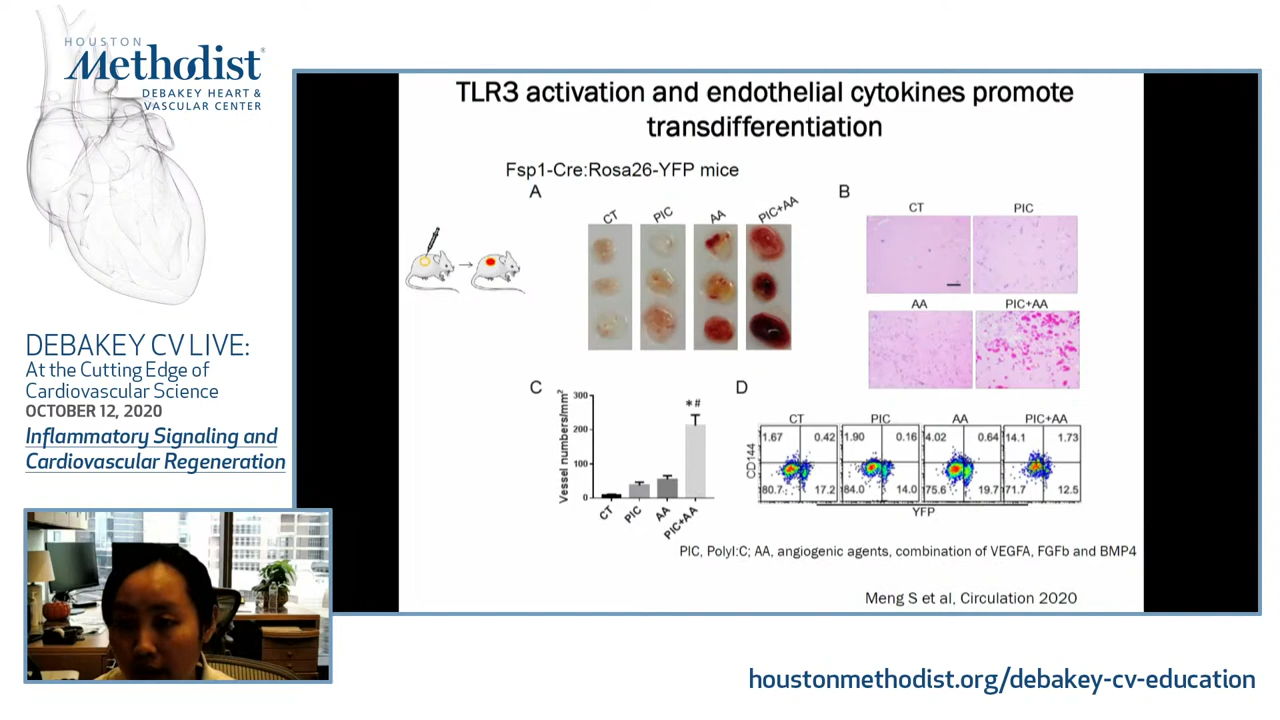 HOUSTON
Methodist®
DEBAKEY HEART &
VASCULAR CENTER
DEBAKEY CV LIVE:
At the Cutting Edge of
Cardiovascular Science
OCTOBER 12, 2020
Inflammatory Signaling and
Cardiovascular Regeneration
TLR3 activation and endothelial cytokines promote
transdifferentiation
Fsp1-Cre:Rosa26-YFP mice
A
CT PIC AA PIC+AA
B
CT PIC
AA PIC+AA
C
Vessel numbers/mm²
300
200
100
0
*#
CT PIC AA PIC+AA
D
CT PIC AA PIC+AA
CD144
1.67 0.42 1.90 0.16 4.02 0.64 14.1 1.73
80.7 17.2 84.0 14.0 75.6 19.7 71.7 12.5
YFP
PIC, PolyI:C; AA, angiogenic agents, combination of VEGFA, FGFb and BMP4
Meng S et al, Circulation 2020
houstonmethodist.org/debakey-cv-education